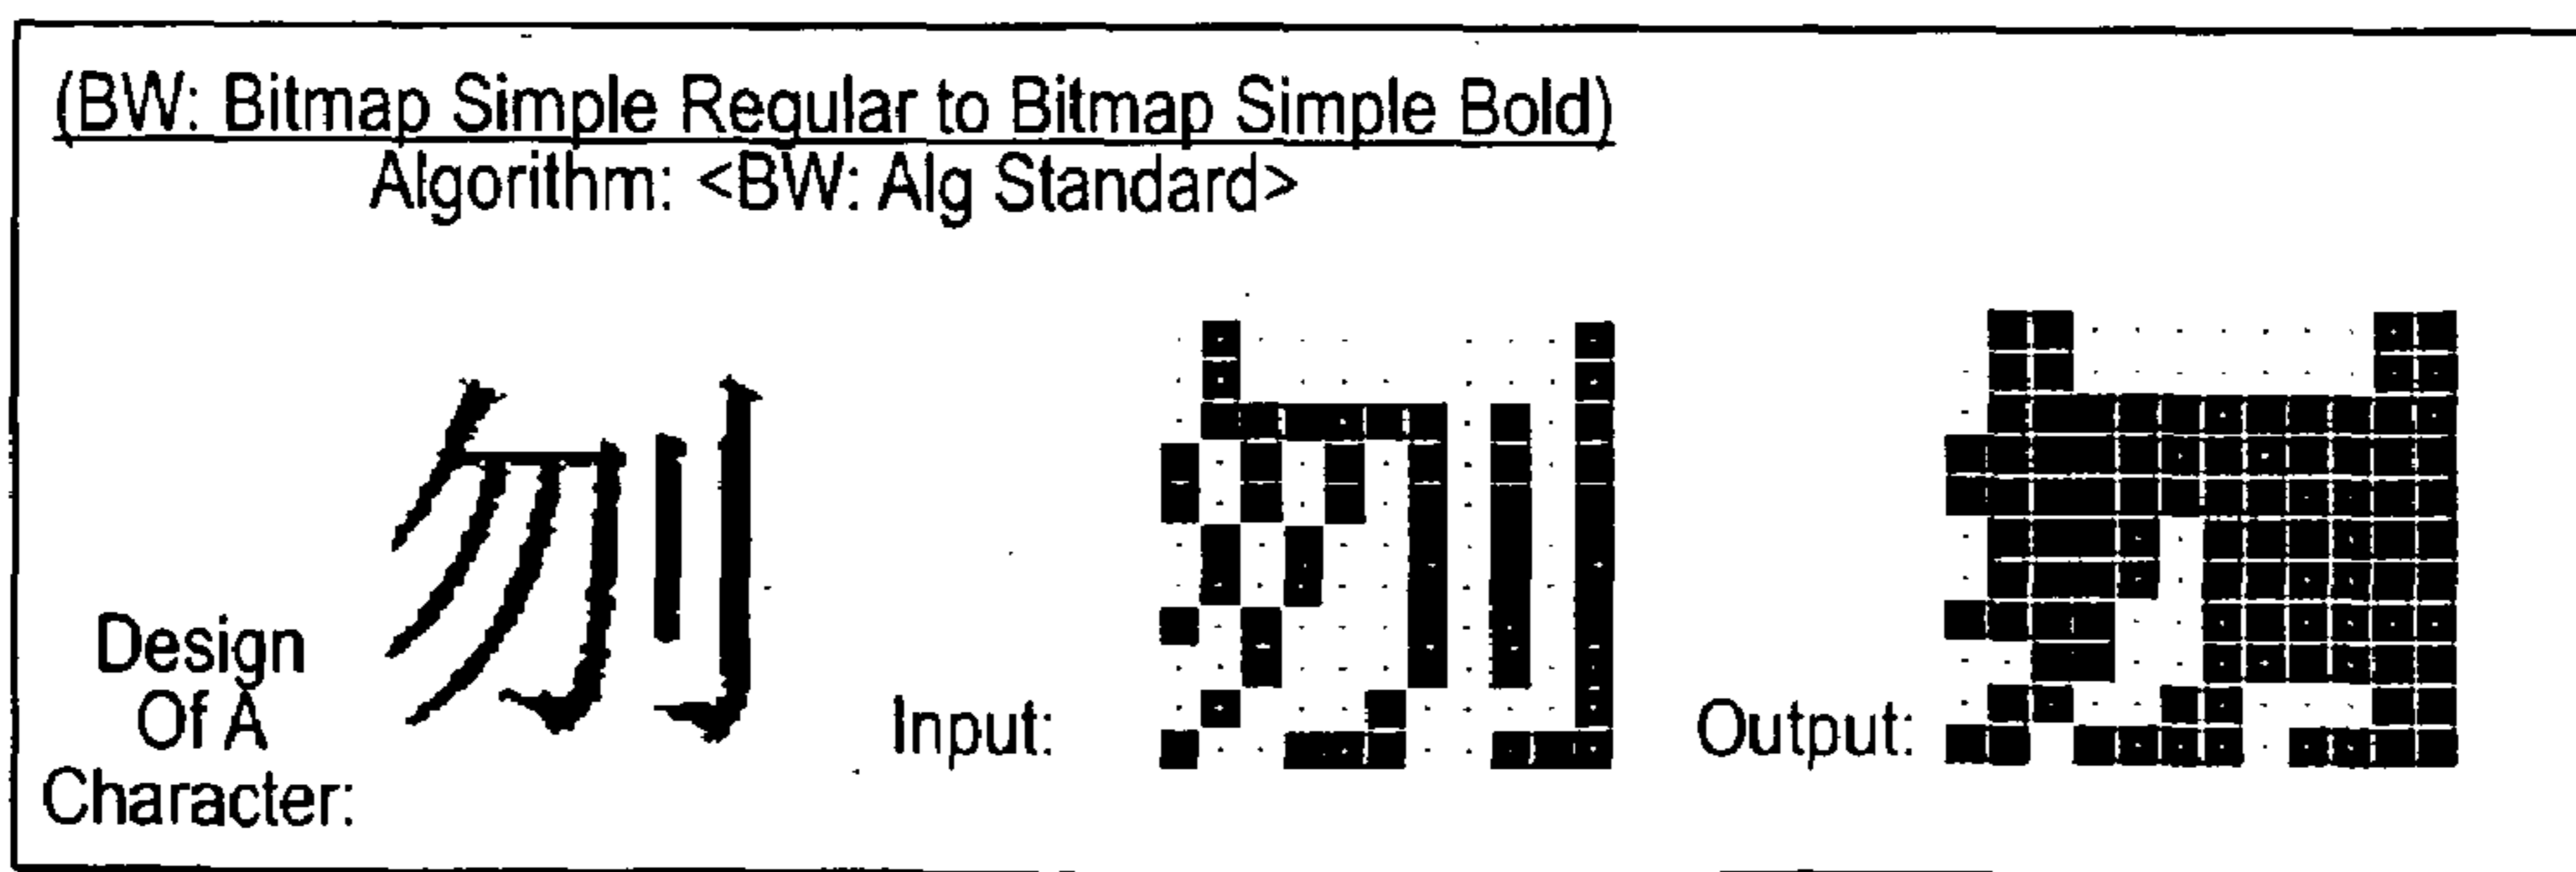 (BW: Bitmap Simple Regular to Bitmap Simple Bold)
Algorithm: <BW: Alg Standard>
Design
Of A
Character:
刎
Input:
Output: